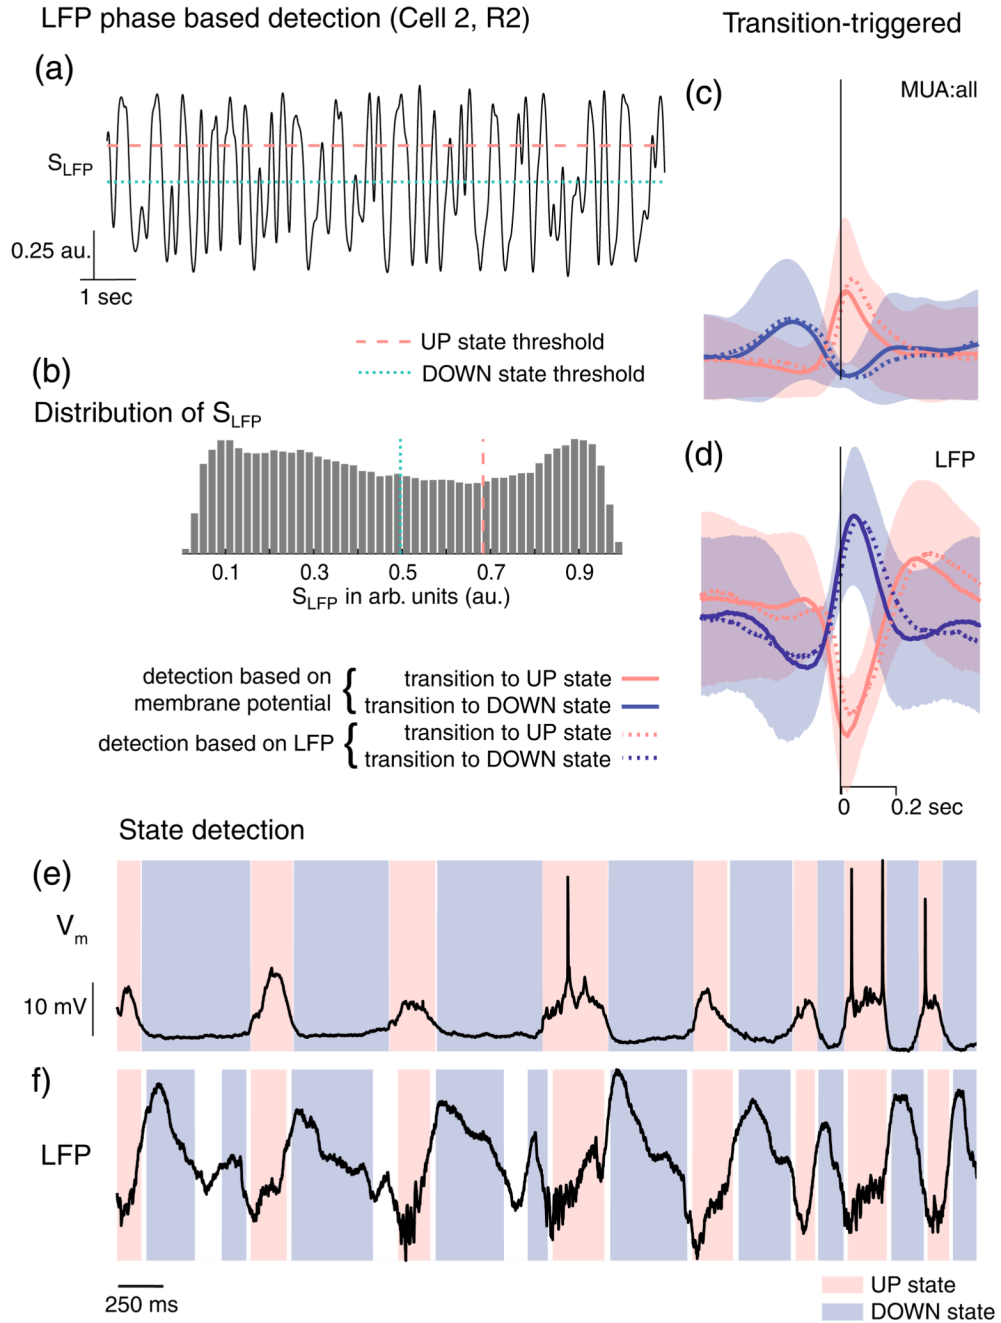 LFP phase based detection (Cell 2, R2)
Transition-triggered
(a)
S_LFP
0.25 au.
1 sec
UP state threshold
DOWN state threshold
(b)
Distribution of S_LFP
0.1 0.3 0.5 0.7 0.9
S_LFP in arb. units (au.)
(c)
MUA:all
(d)
LFP
0 0.2 sec
detection based on
membrane potential
{
transition to UP state
transition to DOWN state
detection based on LFP
{
transition to UP state
transition to DOWN state
State detection
(e)
V_m
10 mV
f)
LFP
250 ms
UP state
DOWN state